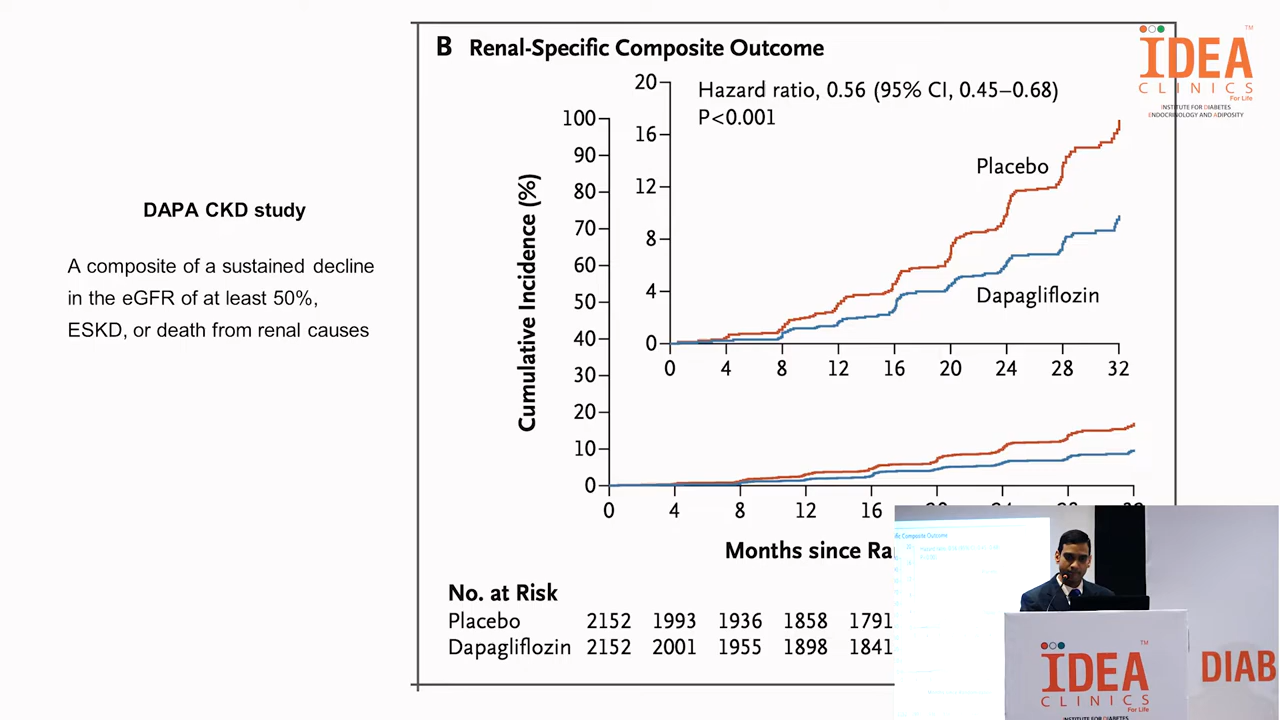 DAPA CKD study
A composite of a sustained decline
in the eGFR of at least 50%,
ESKD, or death from renal causes
B Renal-Specific Composite Outcome
Hazard ratio, 0.56 (95% CI, 0.45–0.68)
P<0.001
20
16
12
8
4
0
0 4 8 12 16 20 24 28 32
Placebo
Dapagliflozin
Cumulative Incidence (%)
100
90
80
70
60
50
40
30
20
10
0
0 4 8 12 16
Months since Ra
No. at Risk
Placebo 2152 1993 1936 1858 1791
Dapagliflozin 2152 2001 1955 1898 1841
IDEA
TM
CLINICS
For Life
INSTITUTE FOR DIABETES
ENDOCRINOLOGY AND ADIPOSITY
IDEA
TM
CLINICS
For Life
INSTITUTE FOR DIABETES
DIAB